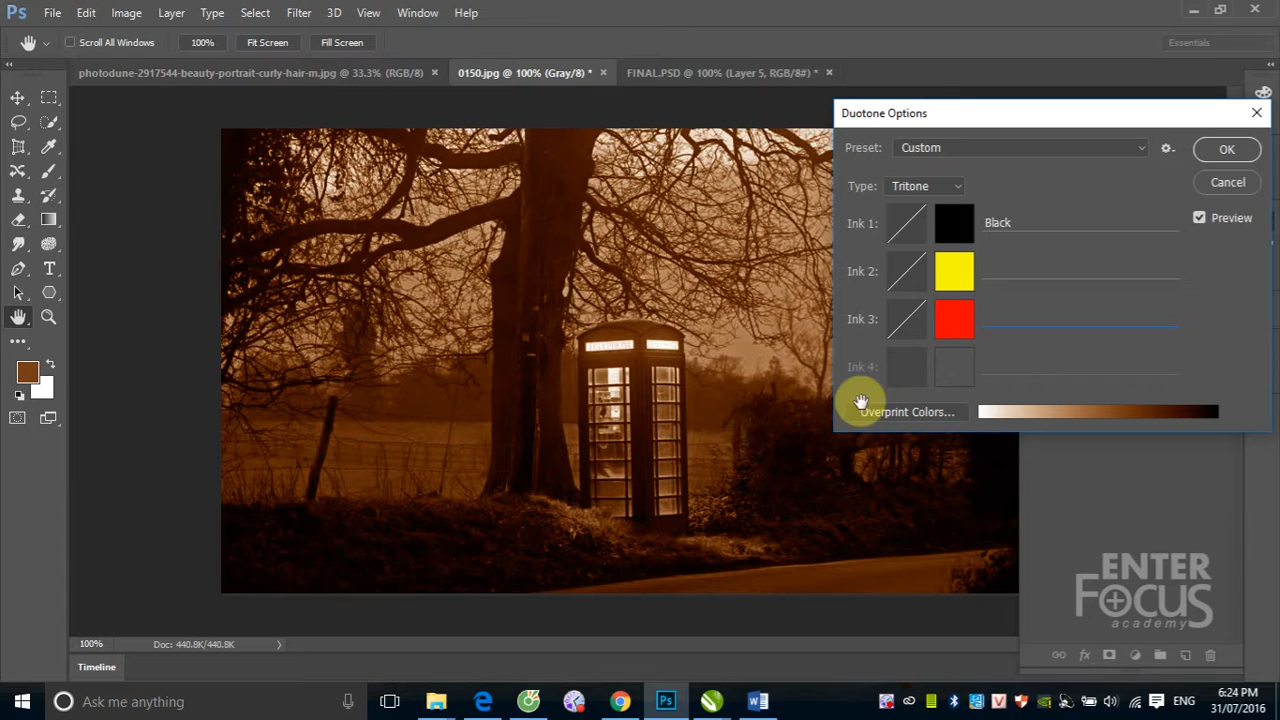 Ps File Edit Image Layer Type Select Filter 3D View Window Help
Scroll All Windows 100% Fit Screen Fill Screen Essentials
photodune-2917544-beauty-portrait-curly-hair-m.jpg @ 33.3% (RGB/8) × 0150.jpg @ 100% (Gray/8) * × FINAL.PSD @ 100% (Layer 5, RGB/8#) * ×
Duotone Options
Preset: Custom OK
Type: Tritone Cancel
Preview
Ink 1: Black
Ink 2:
Ink 3:
Ink 4:
Overprint Colors...
TELEPHONE
ENTER
FOCUS
academy
100% Doc: 440.8K/440.8K
Timeline
Ask me anything
ENG
6:24 PM
31/07/2016